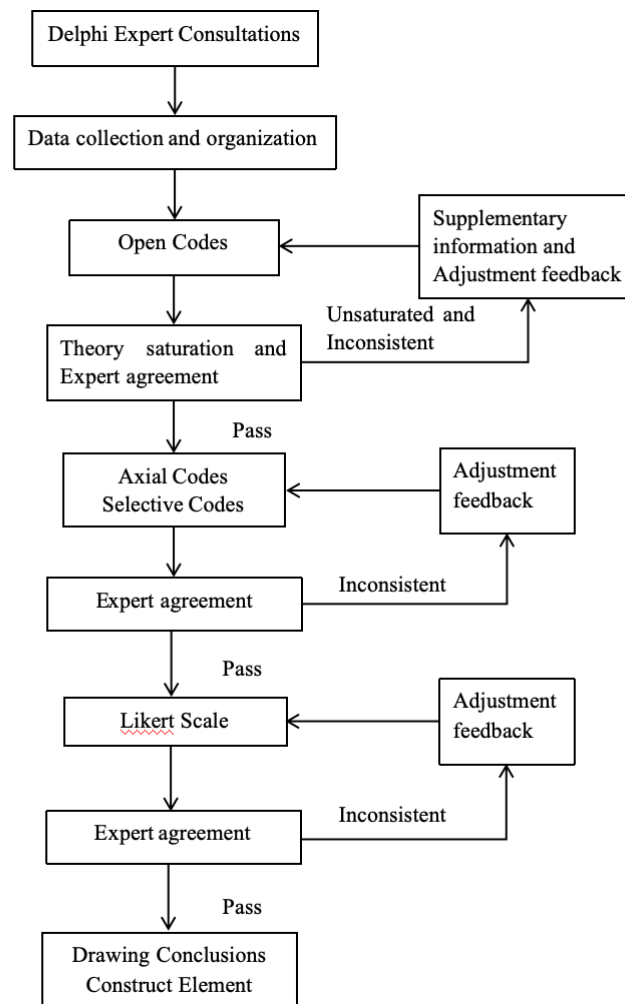 Delphi Expert Consultations
Data collection and organization
Open Codes
Supplementary
information and
Adjustment feedback
Unsaturated and
Inconsistent
Theory saturation and
Expert agreement
Pass
Axial Codes
Selective Codes
Adjustment
feedback
Expert agreement
Inconsistent
Pass
Likert Scale
Adjustment
feedback
Expert agreement
Inconsistent
Pass
Drawing Conclusions
Construct Element